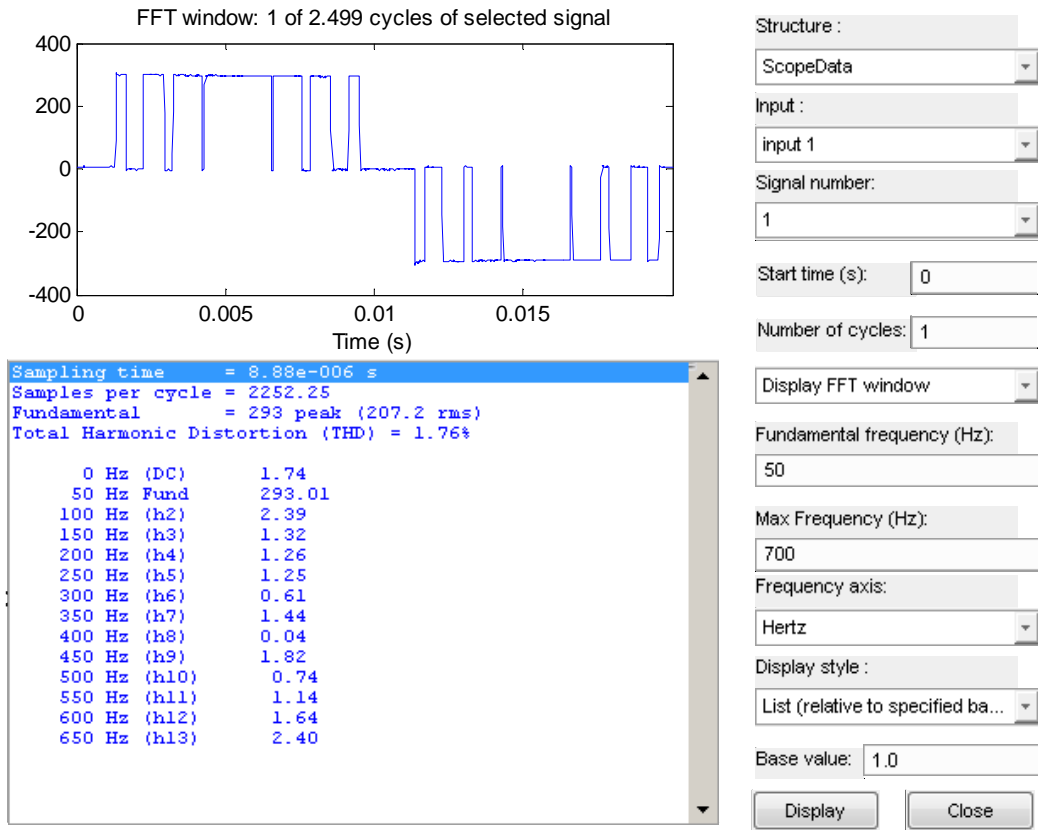 FFT window: 1 of 2.499 cycles of selected signal
400
200
0
-200
-400
0
0.005
0.01
0.015
Time (s)
Sampling time = 8.88e-006 s
Samples per cycle = 2252.25
Fundamental = 293 peak (207.2 rms)
Total Harmonic Distortion (THD) = 1.76%
0 Hz (DC) 1.74
50 Hz Fund 293.01
100 Hz (h2) 2.39
150 Hz (h3) 1.32
200 Hz (h4) 1.26
250 Hz (h5) 1.25
300 Hz (h6) 0.61
350 Hz (h7) 1.44
400 Hz (h8) 0.04
450 Hz (h9) 1.82
500 Hz (h10) 0.74
550 Hz (h11) 1.14
600 Hz (h12) 1.64
650 Hz (h13) 2.40
Structure :
ScopeData
Input :
input 1
Signal number:
1
Start time (s): 0
Number of cycles: 1
Display FFT window
Fundamental frequency (Hz):
50
Max Frequency (Hz):
700
Frequency axis:
Hertz
Display style :
List (relative to specified ba...
Base value: 1.0
Display Close